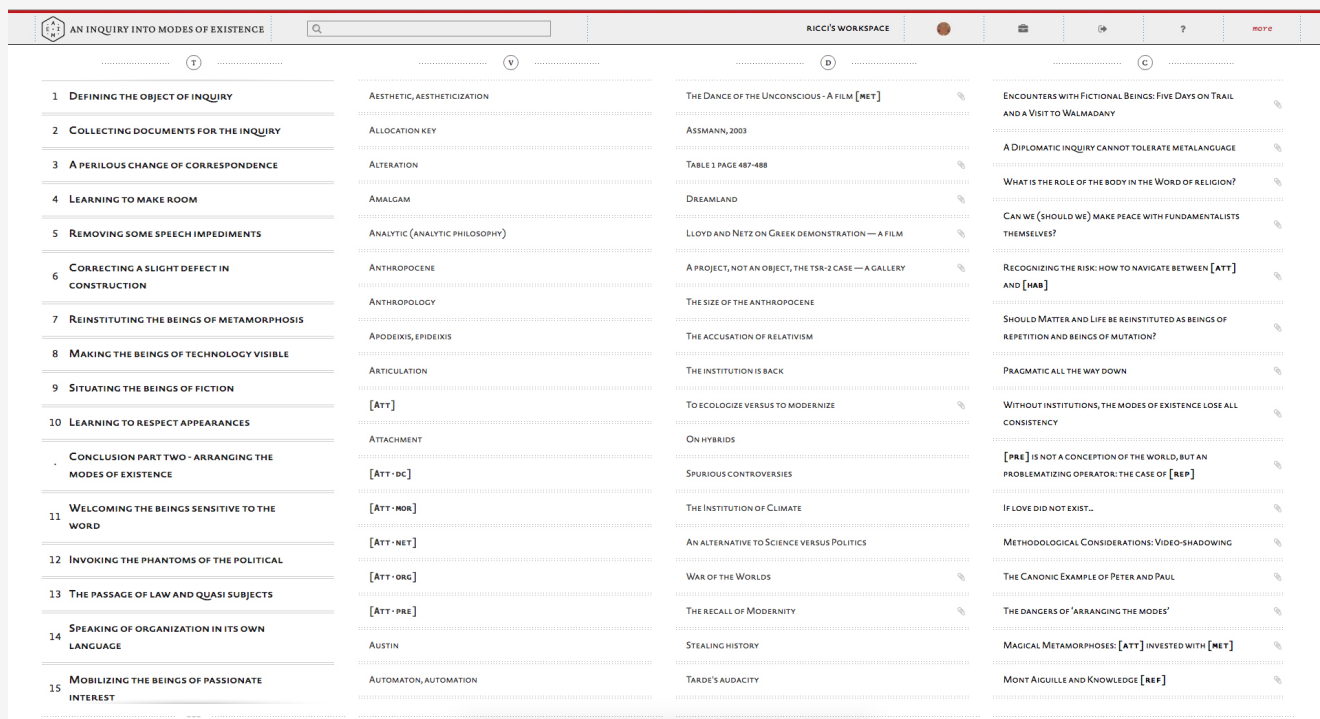 AN INQUIRY INTO MODES OF EXISTENCE
RICCI'S WORKSPACE
?
more
T
1 DEFINING THE OBJECT OF INQUIRY
2 COLLECTING DOCUMENTS FOR THE INQUIRY
3 A PERILOUS CHANGE OF CORRESPONDENCE
4 LEARNING TO MAKE ROOM
5 REMOVING SOME SPEECH IMPEDIMENTS
6 CORRECTING A SLIGHT DEFECT IN
CONSTRUCTION
7 REINSTITUTING THE BEINGS OF METAMORPHOSIS
8 MAKING THE BEINGS OF TECHNOLOGY VISIBLE
9 SITUATING THE BEINGS OF FICTION
10 LEARNING TO RESPECT APPEARANCES
. CONCLUSION PART TWO - ARRANGING THE
MODES OF EXISTENCE
11 WELCOMING THE BEINGS SENSITIVE TO THE
WORD
12 INVOKING THE PHANTOMS OF THE POLITICAL
13 THE PASSAGE OF LAW AND QUASI SUBJECTS
14 SPEAKING OF ORGANIZATION IN ITS OWN
LANGUAGE
15 MOBILIZING THE BEINGS OF PASSIONATE
INTEREST
V
AESTHETIC, AESTHETICIZATION
ALLOCATION KEY
ALTERATION
AMALGAM
ANALYTIC (ANALYTIC PHILOSOPHY)
ANTHROPOCENE
ANTHROPOLOGY
APODEIXIS, EPIDEIXIS
ARTICULATION
[ATT]
ATTACHMENT
[ATT·DC]
[ATT·MOR]
[ATT·NET]
[ATT·ORG]
[ATT·PRE]
AUSTIN
AUTOMATON, AUTOMATION
D
THE DANCE OF THE UNCONSCIOUS - A FILM [MET]
ASSMANN, 2003
TABLE 1 PAGE 487-488
DREAMLAND
LLOYD AND NETZ ON GREEK DEMONSTRATION — A FILM
A PROJECT, NOT AN OBJECT, THE TSR-2 CASE — A GALLERY
THE SIZE OF THE ANTHROPOCENE
THE ACCUSATION OF RELATIVISM
THE INSTITUTION IS BACK
TO ECOLOGIZE VERSUS TO MODERNIZE
ON HYBRIDS
SPURIOUS CONTROVERSIES
THE INSTITUTION OF CLIMATE
AN ALTERNATIVE TO SCIENCE VERSUS POLITICS
WAR OF THE WORLDS
THE RECALL OF MODERNITY
STEALING HISTORY
TARDE'S AUDACITY
C
ENCOUNTERS WITH FICTIONAL BEINGS: FIVE DAYS ON TRAIL
AND A VISIT TO WALMADANY
A DIPLOMATIC INQUIRY CANNOT TOLERATE METALANGUAGE
WHAT IS THE ROLE OF THE BODY IN THE WORD OF RELIGION?
CAN WE (SHOULD WE) MAKE PEACE WITH FUNDAMENTALISTS
THEMSELVES?
RECOGNIZING THE RISK: HOW TO NAVIGATE BETWEEN [ATT]
AND [HAB]
SHOULD MATTER AND LIFE BE REINSTITUTED AS BEINGS OF
REPETITION AND BEINGS OF MUTATION?
PRAGMATIC ALL THE WAY DOWN
WITHOUT INSTITUTIONS, THE MODES OF EXISTENCE LOSE ALL
CONSISTENCY
[PRE] IS NOT A CONCEPTION OF THE WORLD, BUT AN
PROBLEMATIZING OPERATOR: THE CASE OF [REP]
IF LOVE DID NOT EXIST...
METHODOLOGICAL CONSIDERATIONS: VIDEO-SHADOWING
THE CANONIC EXAMPLE OF PETER AND PAUL
THE DANGERS OF 'ARRANGING THE MODES'
MAGICAL METAMORPHOSES: [ATT] INVESTED WITH [MET]
MONT AIGUILLE AND KNOWLEDGE [REF]